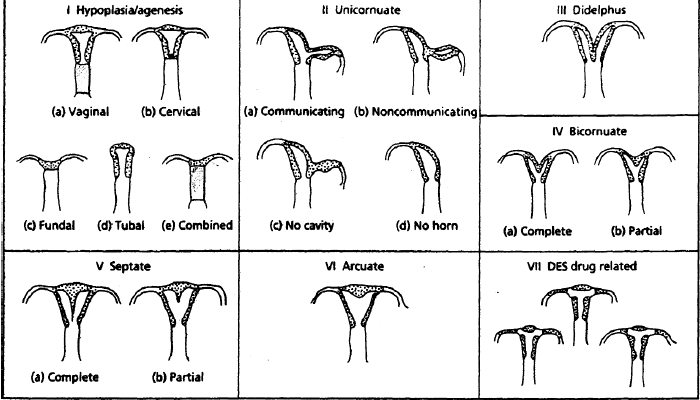 I Hypoplasia/agenesis
(a) Vaginal (b) Cervical
(c) Fundal (d) Tubal (e) Combined
II Unicornuate
(a) Communicating (b) Noncommunicating
(c) No cavity (d) No horn
III Didelphus
IV Bicornuate
(a) Complete (b) Partial
V Septate
(a) Complete (b) Partial
VI Arcuate
VII DES drug related